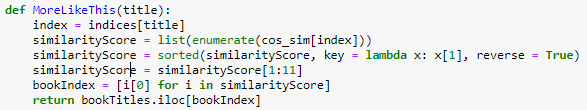 def MoreLikeThis(title):
    index = indices[title]
    similarityScore = list(enumerate(cos_sim[index]))
    similarityScore = sorted(similarityScore, key = lambda x: x[1], reverse = True)
    similarityScore = similarityScore[1:11]
    bookIndex = [i[0] for i in similarityScore]
    return bookTitles.iloc[bookIndex]